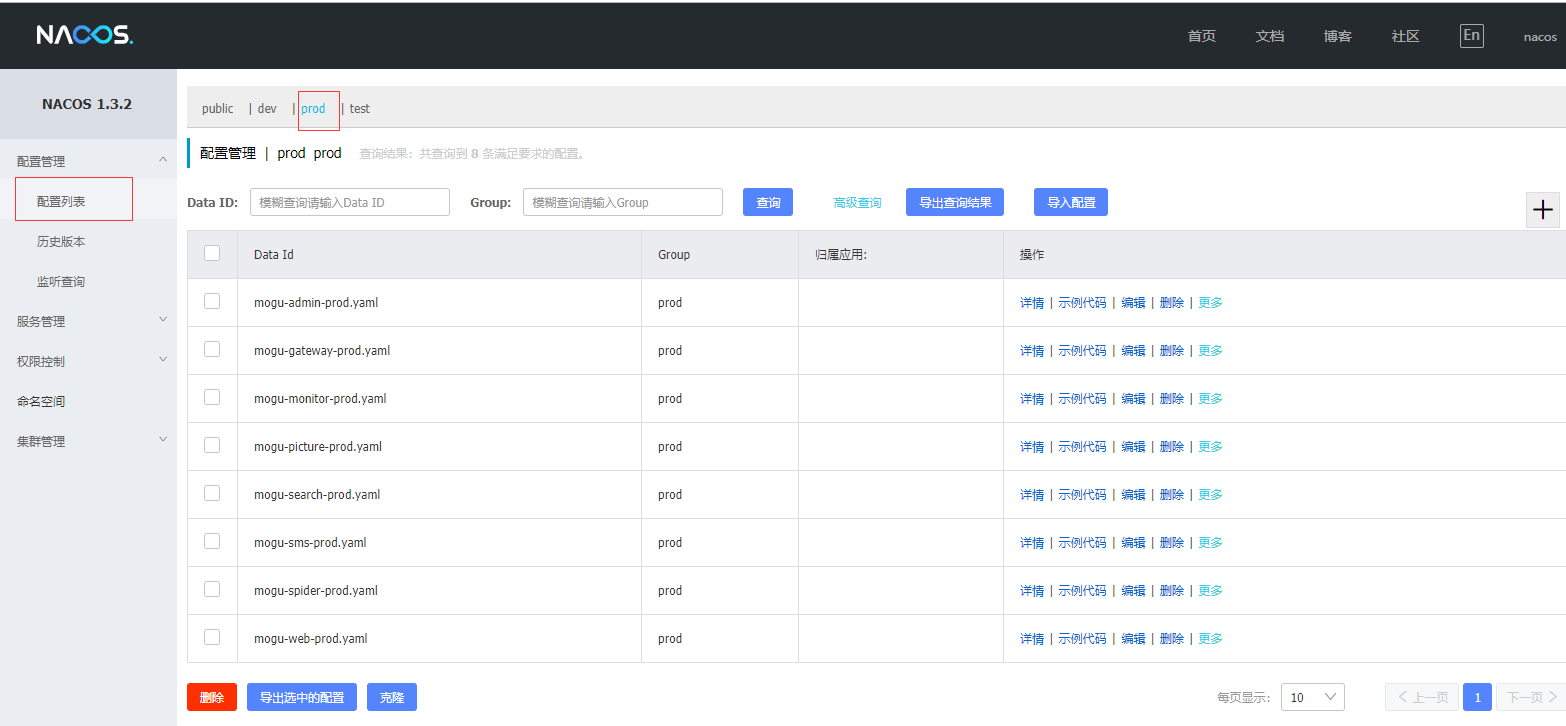 NACOS. 首页 文档 博客 社区 En nacos
NACOS 1.3.2
配置管理
配置列表
历史版本
监听查询
服务管理
权限控制
命名空间
集群管理
public | dev | prod | test
配置管理 | prod prod 查询结果：共查询到 8 条满足要求的配置。
Data ID: 模糊查询请输入Data ID Group: 模糊查询请输入Group 查询 高级查询 导出查询结果 导入配置 +
Data Id Group 归属应用: 操作
mogu-admin-prod.yaml prod 详情 | 示例代码 | 编辑 | 删除 | 更多
mogu-gateway-prod.yaml prod 详情 | 示例代码 | 编辑 | 删除 | 更多
mogu-monitor-prod.yaml prod 详情 | 示例代码 | 编辑 | 删除 | 更多
mogu-picture-prod.yaml prod 详情 | 示例代码 | 编辑 | 删除 | 更多
mogu-search-prod.yaml prod 详情 | 示例代码 | 编辑 | 删除 | 更多
mogu-sms-prod.yaml prod 详情 | 示例代码 | 编辑 | 删除 | 更多
mogu-spider-prod.yaml prod 详情 | 示例代码 | 编辑 | 删除 | 更多
mogu-web-prod.yaml prod 详情 | 示例代码 | 编辑 | 删除 | 更多
删除 导出选中的配置 克隆 每页显示: 10 上一页 1 下一页